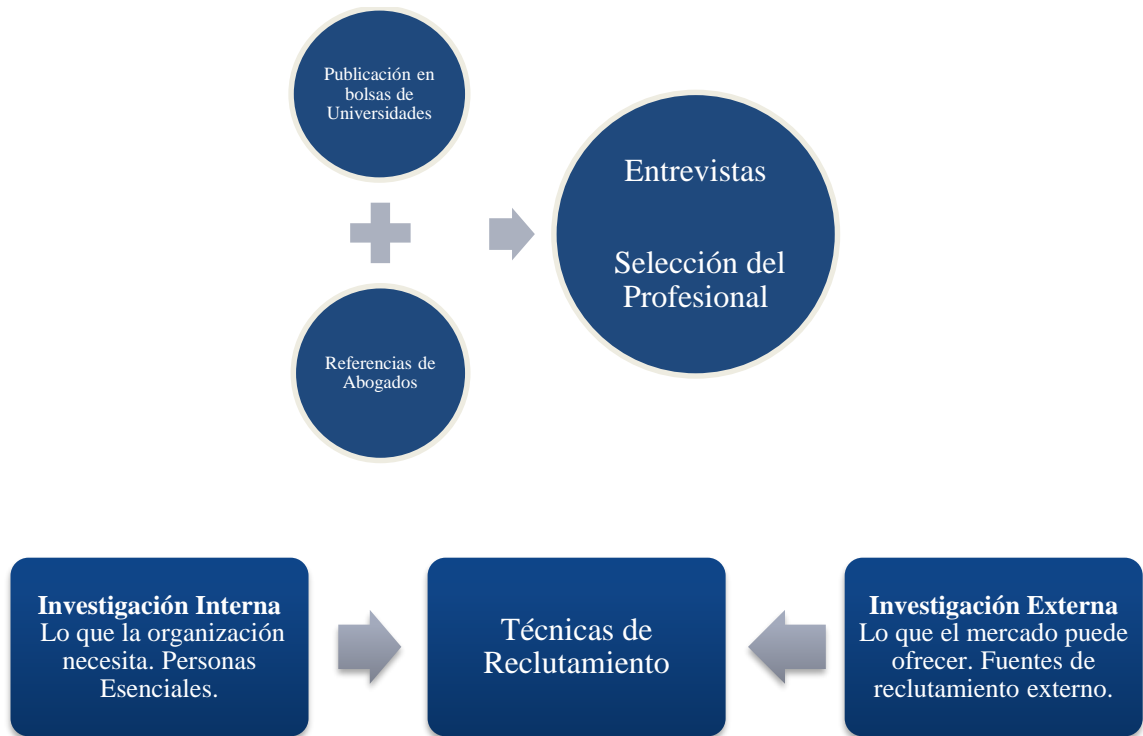 Publicación en
bolsas de
Universidades
Entrevistas
Selección del
Profesional
Referencias de
Abogados
Investigación Interna
Lo que la organización
necesita. Personas
Esenciales.
Técnicas de
Reclutamiento
Investigación Externa
Lo que el mercado puede
ofrecer. Fuentes de
reclutamiento externo.